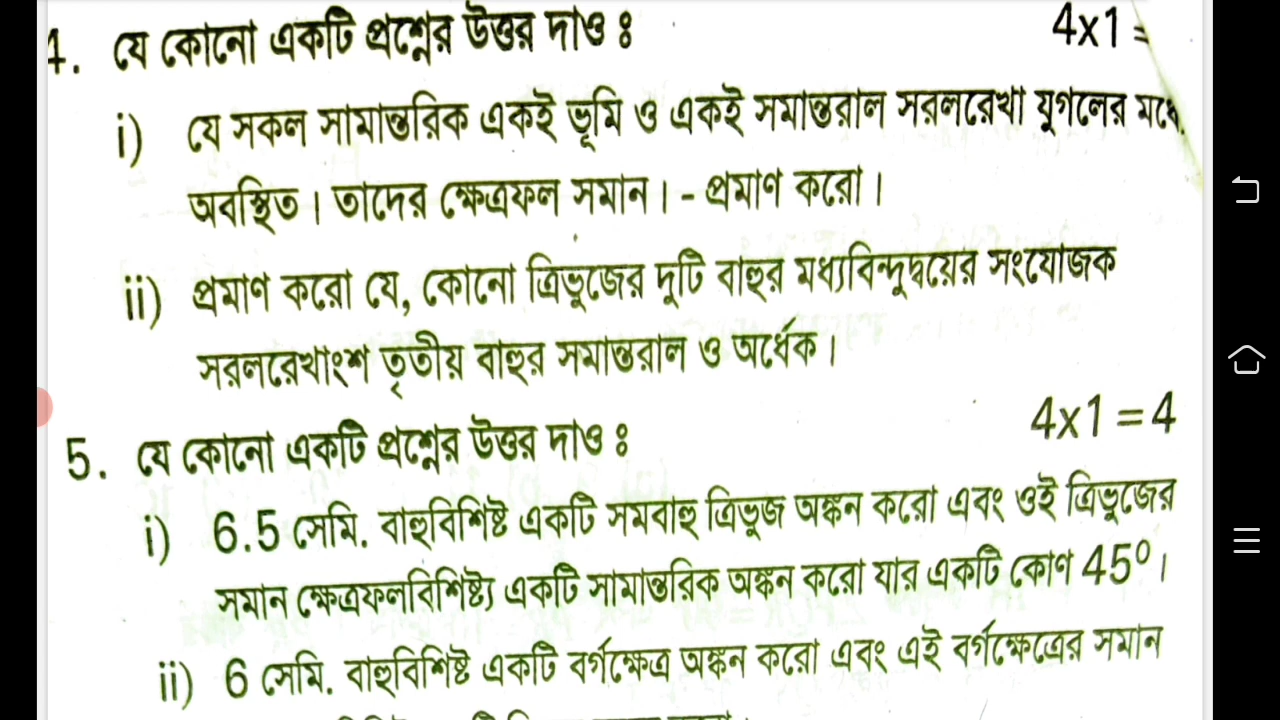 4. যে কোনো একটি প্রশ্নের উত্তর দাও ঃ 4x1 =
i) যে সকল সামান্তরিক একই ভূমি ও একই সমান্তরাল সরলরেখা যুগলের মধ্যে
অবস্থিত। তাদের ক্ষেত্রফল সমান। - প্রমাণ করো।
ii) প্রমাণ করো যে, কোনো ত্রিভুজের দুটি বাহুর মধ্যবিন্দুদ্বয়ের সংযোজক
সরলরেখাংশ তৃতীয় বাহুর সমান্তরাল ও অর্ধেক।
5. যে কোনো একটি প্রশ্নের উত্তর দাও ঃ 4x1 = 4
i) 6.5 সেমি. বাহুবিশিষ্ট একটি সমবাহু ত্রিভুজ অঙ্কন করো এবং ওই ত্রিভুজের
সমান ক্ষেত্রফলবিশিষ্ট্য একটি সামান্তরিক অঙ্কন করো যার একটি কোণ 45⁰।
ii) 6 সেমি. বাহুবিশিষ্ট একটি বর্গক্ষেত্র অঙ্কন করো এবং এই বর্গক্ষেত্রের সমান